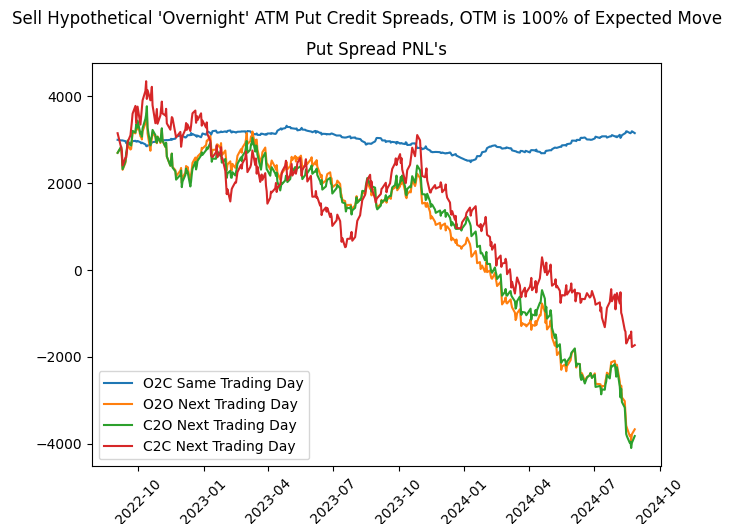 Sell Hypothetical 'Overnight' ATM Put Credit Spreads, OTM is 100% of Expected Move
Put Spread PNL's
4000
2000
0
−2000
−4000
O2C Same Trading Day
O2O Next Trading Day
C2O Next Trading Day
C2C Next Trading Day
2022-10
2023-01
2023-04
2023-07
2023-10
2024-01
2024-04
2024-07
2024-10